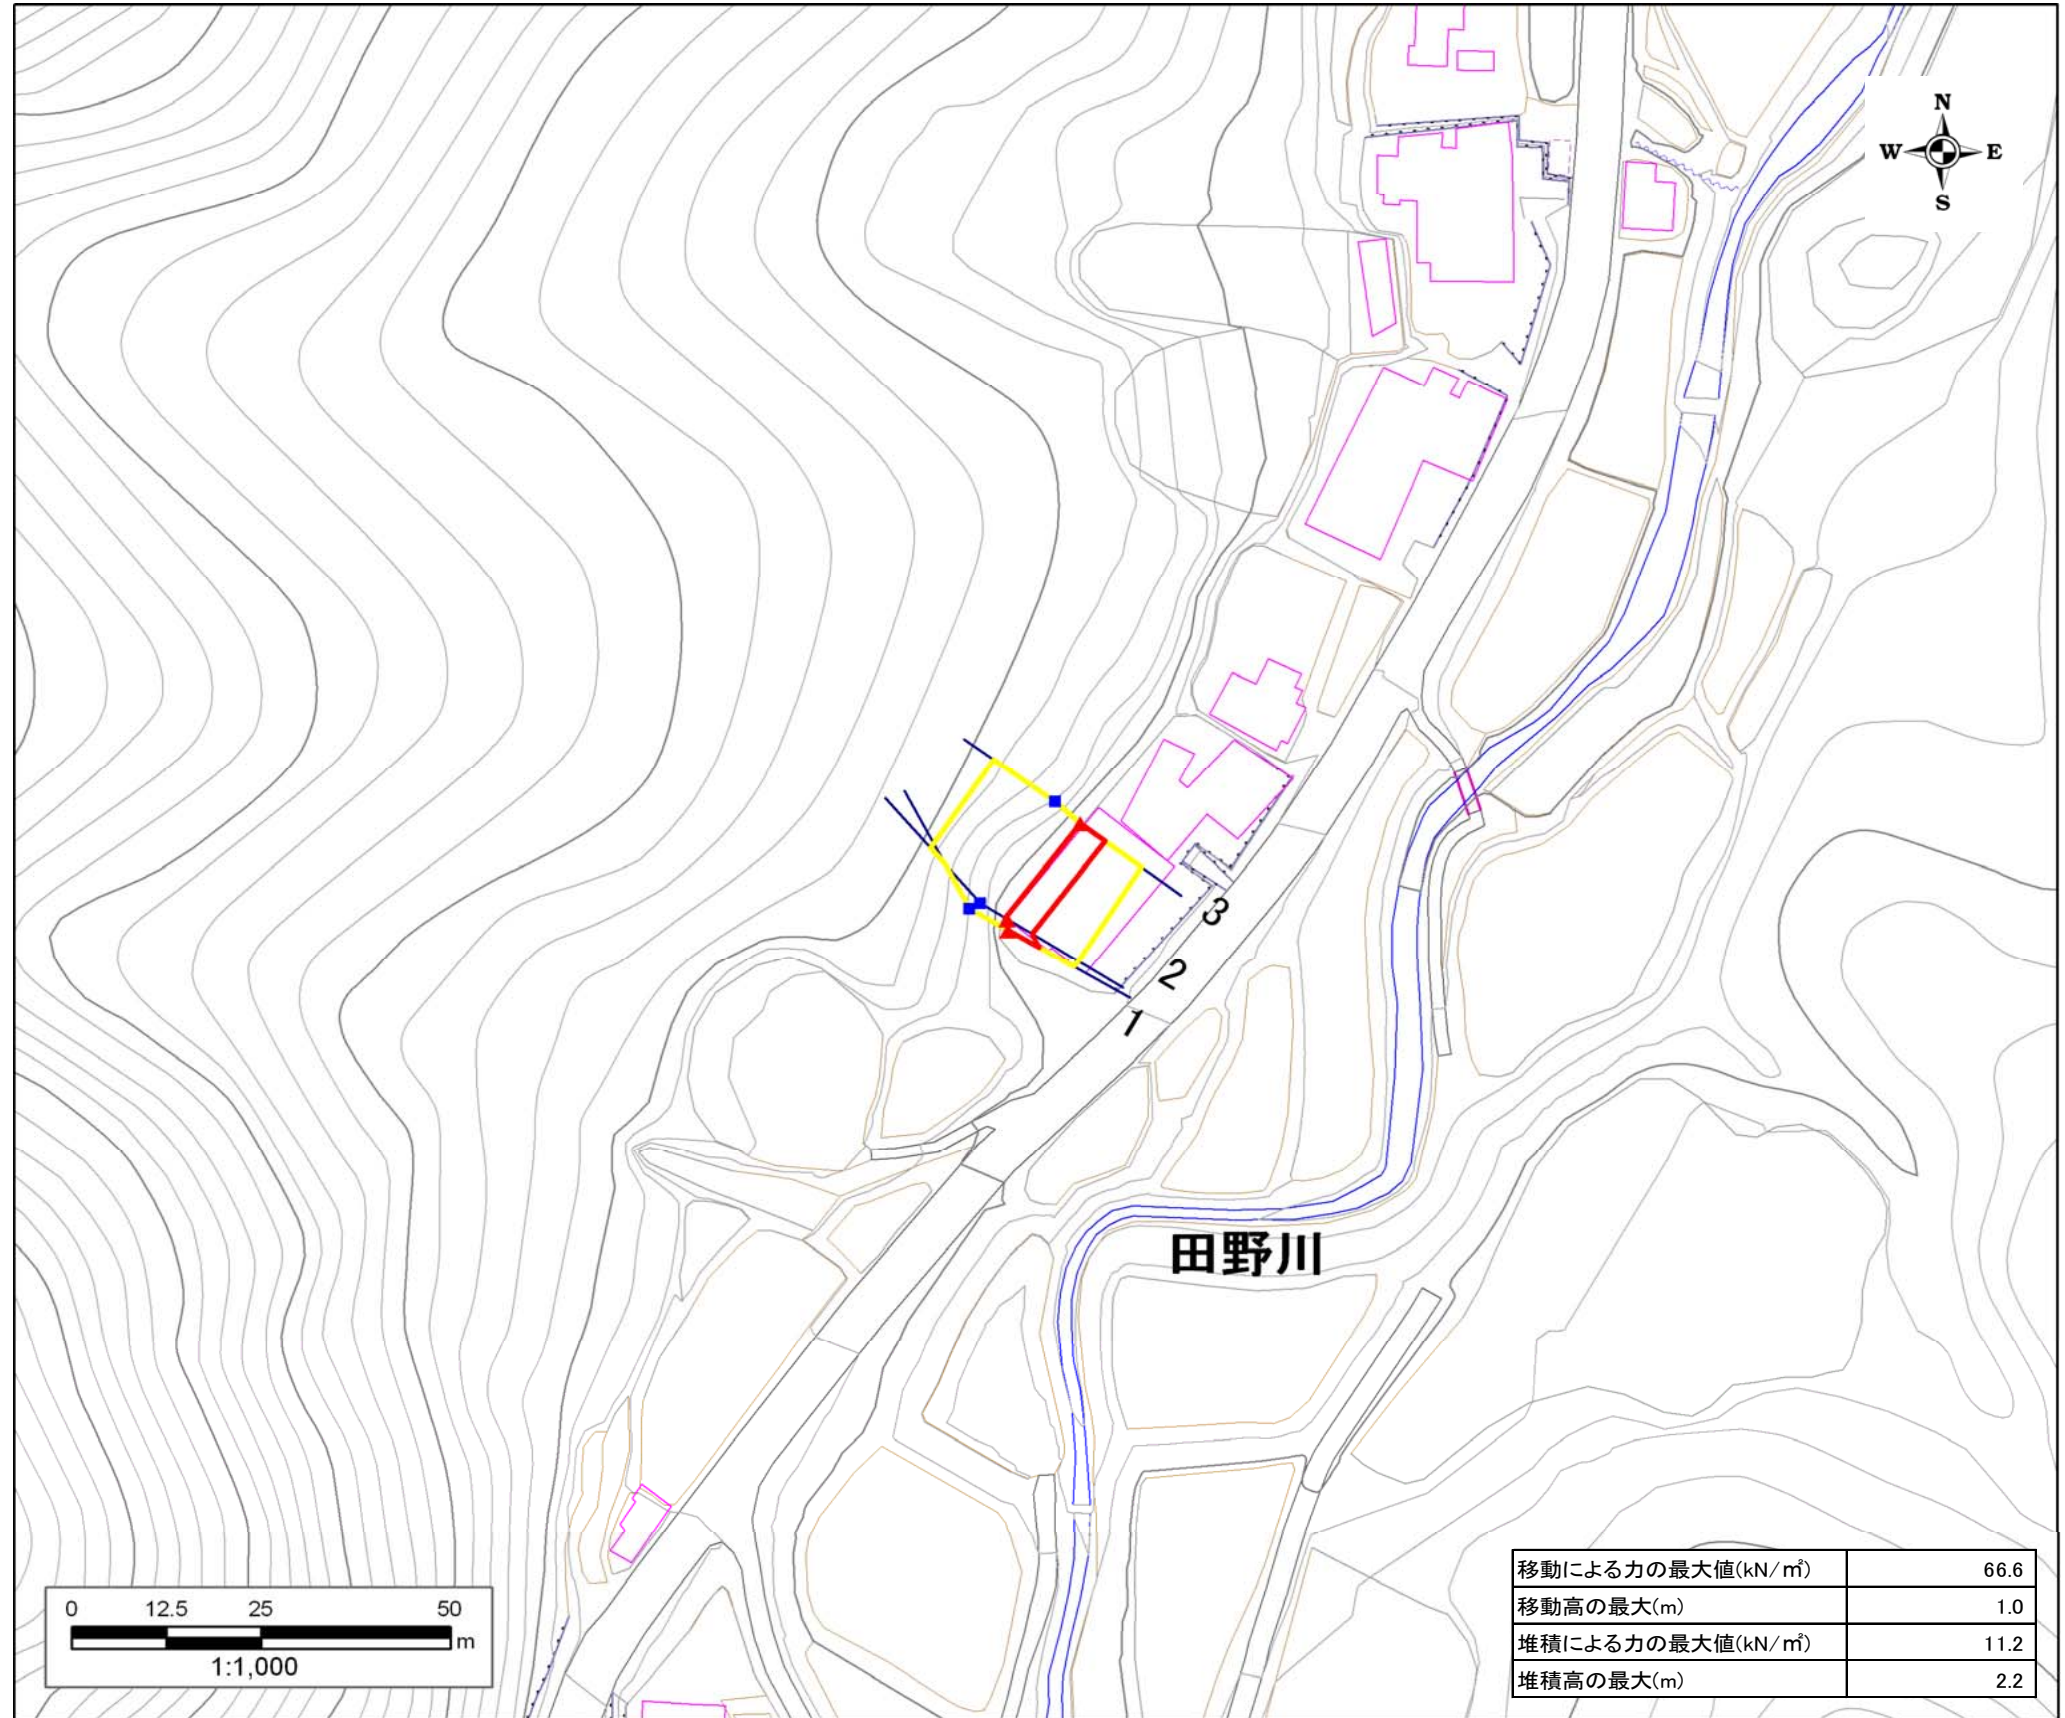 N
W E
S
3
2
1
田野川
移動による力の最大値(kN/㎡) 66.6
移動高の最大(m) 1.0
堆積による力の最大値(kN/㎡) 11.2
堆積高の最大(m) 2.2
0 12.5 25 50
m
1:1,000